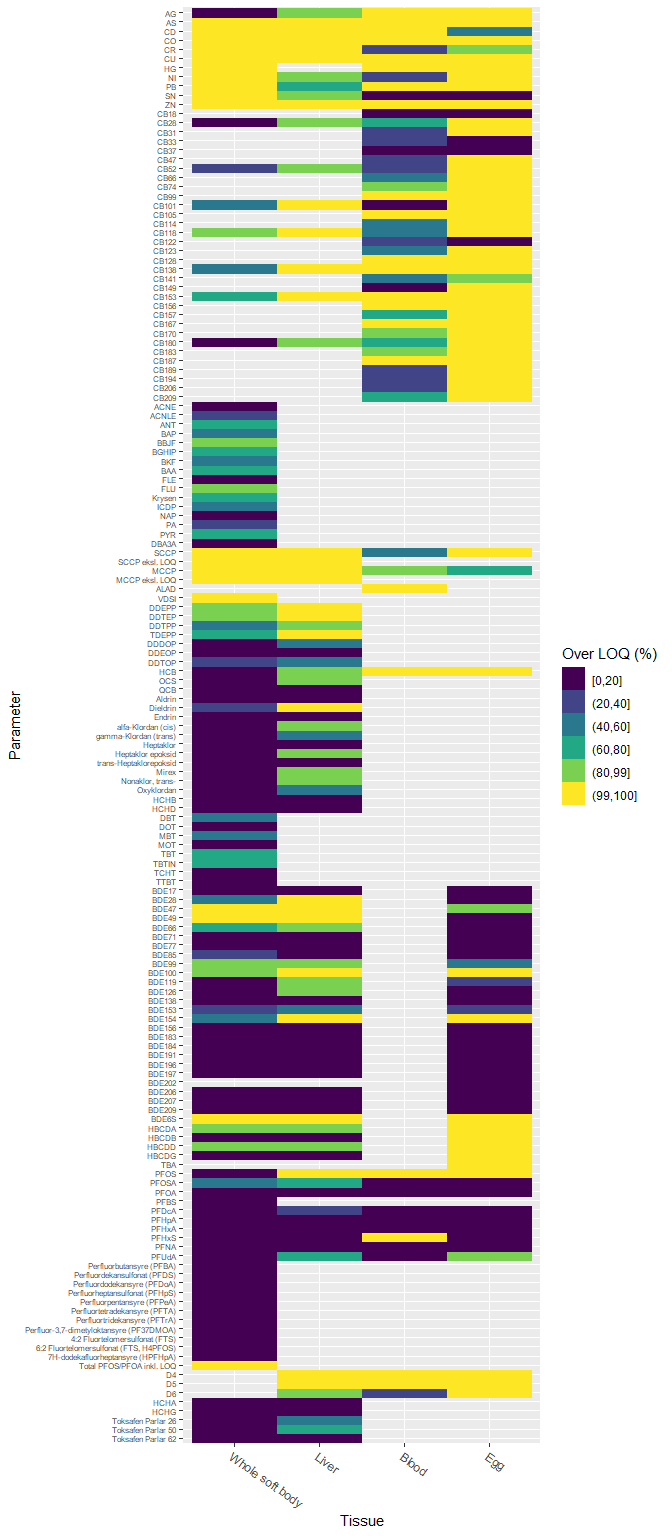 AG
AS
CD
CO
CR
CU
HG
NI
PB
SN
ZN
CB18
CB28
CB31
CB33
CB37
CB47
CB52
CB66
CB74
CB99
CB101
CB105
CB114
CB118
CB122
CB123
CB128
CB138
CB141
CB149
CB153
CB156
CB157
CB167
CB170
CB180
CB183
CB187
CB189
CB194
CB206
CB209
ACNE
ACNLE
ANT
BAP
BBJF
BGHIP
BKF
BAA
FLE
FLU
Krysen
ICDP
NAP
PA
PYR
DBA3A
SCCP
SCCP eksl. LOQ
MCCP
MCCP eksl. LOQ
ALAD
VDSI
DDEPP
DDTEP
DDTPP
TDEPP
DDDOP
DDEOP
DDTOP
HCB
OCS
QCB
Aldrin
Dieldrin
Endrin
alfa-Klordan (cis)
gamma-Klordan (trans)
Heptaklor
Heptaklor epoksid
trans-Heptaklorepoksid
Mirex
Nonaklor, trans-
Oxyklordan
HCHB
HCHD
DBT
DOT
MBT
MOT
TBT
TBTIN
TCHT
TTBT
BDE17
BDE28
BDE47
BDE49
BDE66
BDE71
BDE77
BDE85
BDE99
BDE100
BDE119
BDE126
BDE138
BDE153
BDE154
BDE156
BDE183
BDE184
BDE191
BDE196
BDE197
BDE202
BDE206
BDE207
BDE209
BDE6S
HBCDA
HBCDB
HBCDD
HBCDG
TBA
PFOS
PFOSA
PFOA
PFBS
PFDcA
PFHpA
PFHxA
PFHxS
PFNA
PFUdA
Perfluorbutansyre (PFBA)
Perfluordekansulfonat (PFDS)
Perfluordodekansyre (PFDoA)
Perfluorheptansulfonat (PFHpS)
Perfluorpentansyre (PFPeA)
Perfluortetradekansyre (PFTA)
Perfluortridekansyre (PFTrA)
Perfluor-3,7-dimetyloktansyre (PF37DMOA)
4:2 Fluortelomersulfonat (FTS)
6:2 Fluortelomersulfonat (FTS, H4PFOS)
7H-dodekafluorheptansyre (HPFHpA)
Total PFOS/PFOA inkl. LOQ
D4
D5
D6
HCHA
HCHG
Toksafen Parlar 26
Toksafen Parlar 50
Toksafen Parlar 62
Parameter
Whole soft body
Liver
Blood
Egg
Tissue
Over LOQ (%)
[0,20]
(20,40]
(40,60]
(60,80]
(80,99]
(99,100]